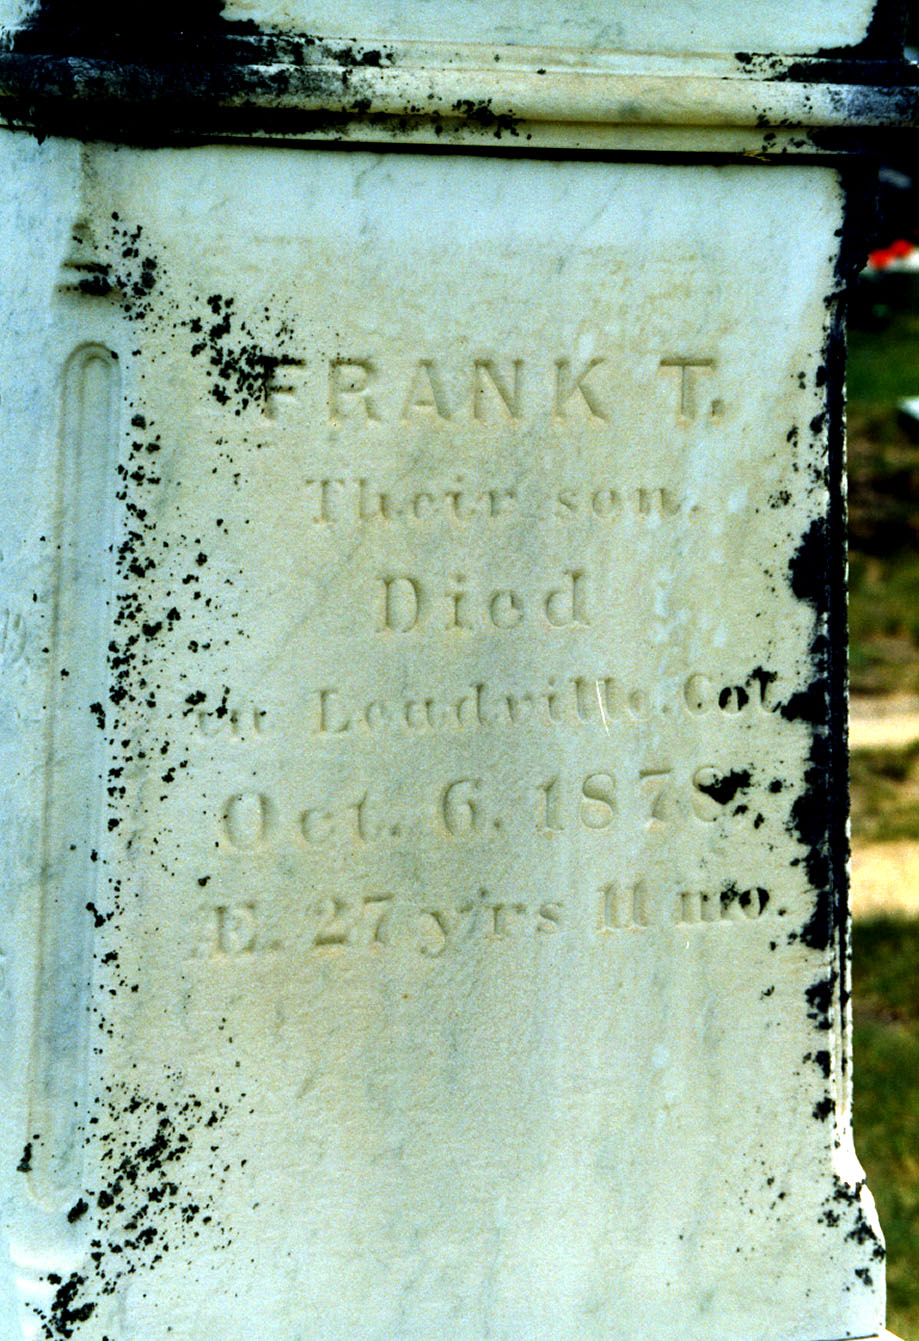 FRANK T.
Their son.
Died
in Leadville, Col.
Oct. 6. 1878.
Æ. 27 yrs 11 mo.